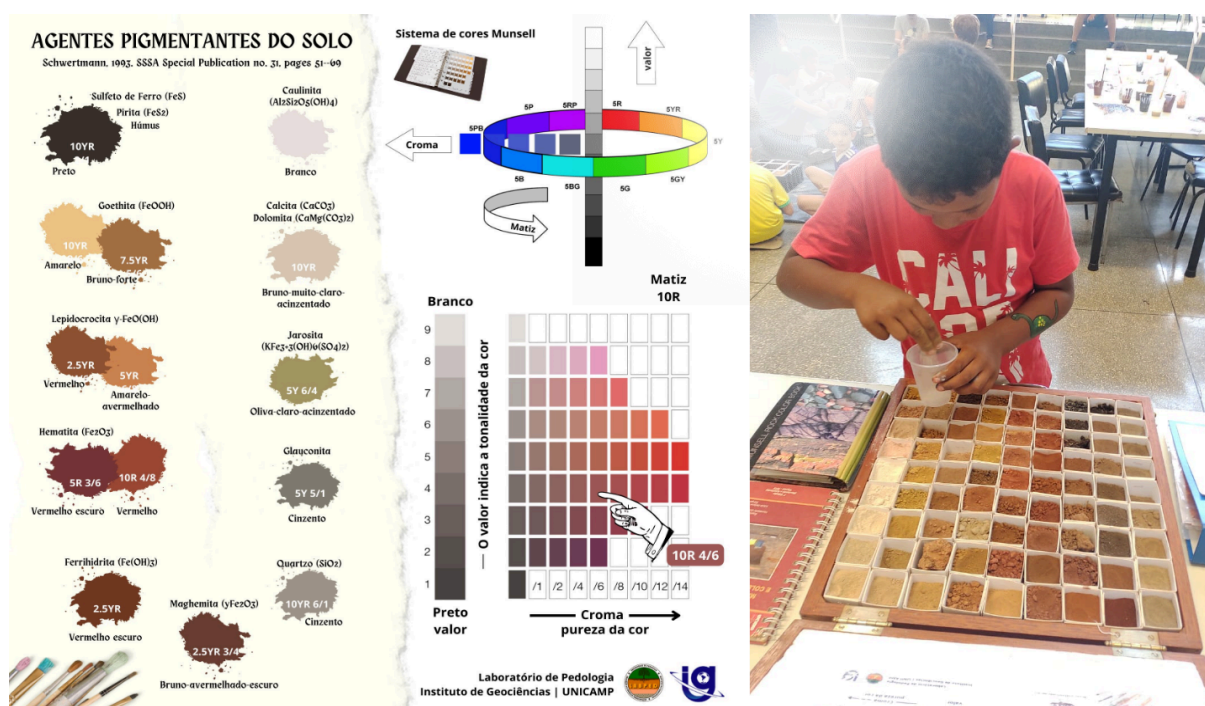 AGENTES PIGMENTANTES DO SOLO
Schwertmann, 1993, SSSA Special Publication no. 31, pages 51--69
Sulfeto de Ferro (FeS)
Pirita (FeS2)
Húmus
10YR
Preto
Caulinita
(Al2Si2O5(OH)4)
Branco
Goethita (FeOOH)
10YR
7.5YR
5/6
Amarelo
Bruno-forte
Calcita (CaCO3)
Dolomita (CaMg(CO3)2)
10YR
Bruno-muito-claro-
acinzentado
Lepidocrocita γ-FeO(OH)
2.5YR
5YR
Vermelho
Amarelo-
avermelhado
Jarosita
(KFe3+3(OH)6(SO4)2)
5Y 6/4
Oliva-claro-acinzentado
Hematita (Fe2O3)
5R 3/6
10R 4/8
Vermelho escuro
Vermelho
Glauconita
5Y 5/1
Cinzento
Ferrihidrita (Fe(OH)3)
2.5YR
Vermelho escuro
Maghemita (γFe2O3)
2.5YR 3/4
Bruno-avermelhado-escuro
Quartzo (SiO2)
10YR 6/1
Cinzento
Sistema de cores Munsell
valor
5P
5RP
5R
5YR
5PB
5Y
Croma
5B
5BG
5G
5GY
Matiz
Matiz
10R
Branco
9
8
7
6
5
4
3
2
1
Preto
valor
O valor indica a tonalidade da cor
10R 4/6
/1
/2
/4
/6
/8
/10
/12
/14
Croma
pureza da cor
Laboratório de Pedologia
Instituto de Geociências | UNICAMP
ig
CALI